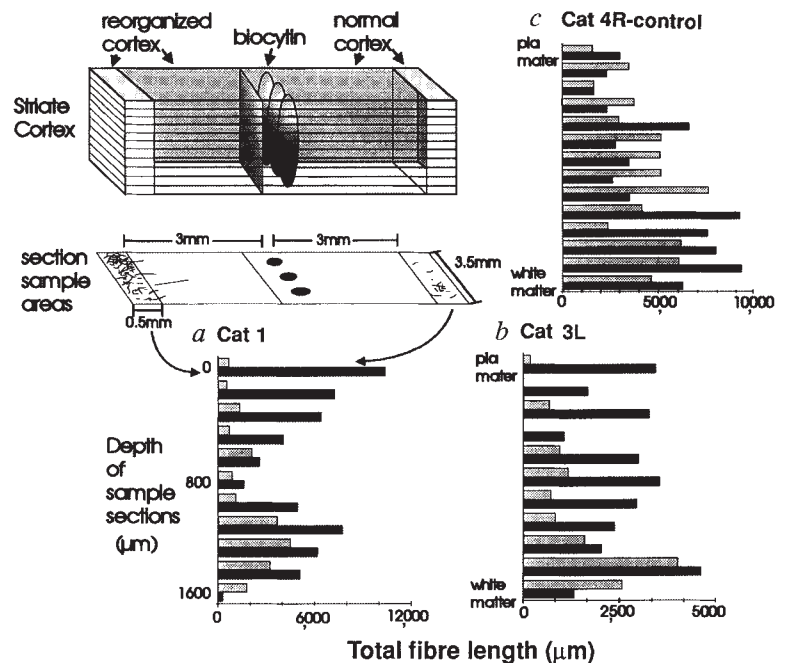 reorganized
cortex
biocytin
normal
cortex
Striate
Cortex
section
sample
areas
3mm
3mm
3.5mm
0.5mm
a Cat 1
0
800
1600
Depth
of
sample
sections
(μm)
0
6000
12,000
b Cat 3L
pia
mater
white
matter
0
5000
c Cat 4R-control
pia
mater
white
matter
0
5000
10,000
Total fibre length (μm)